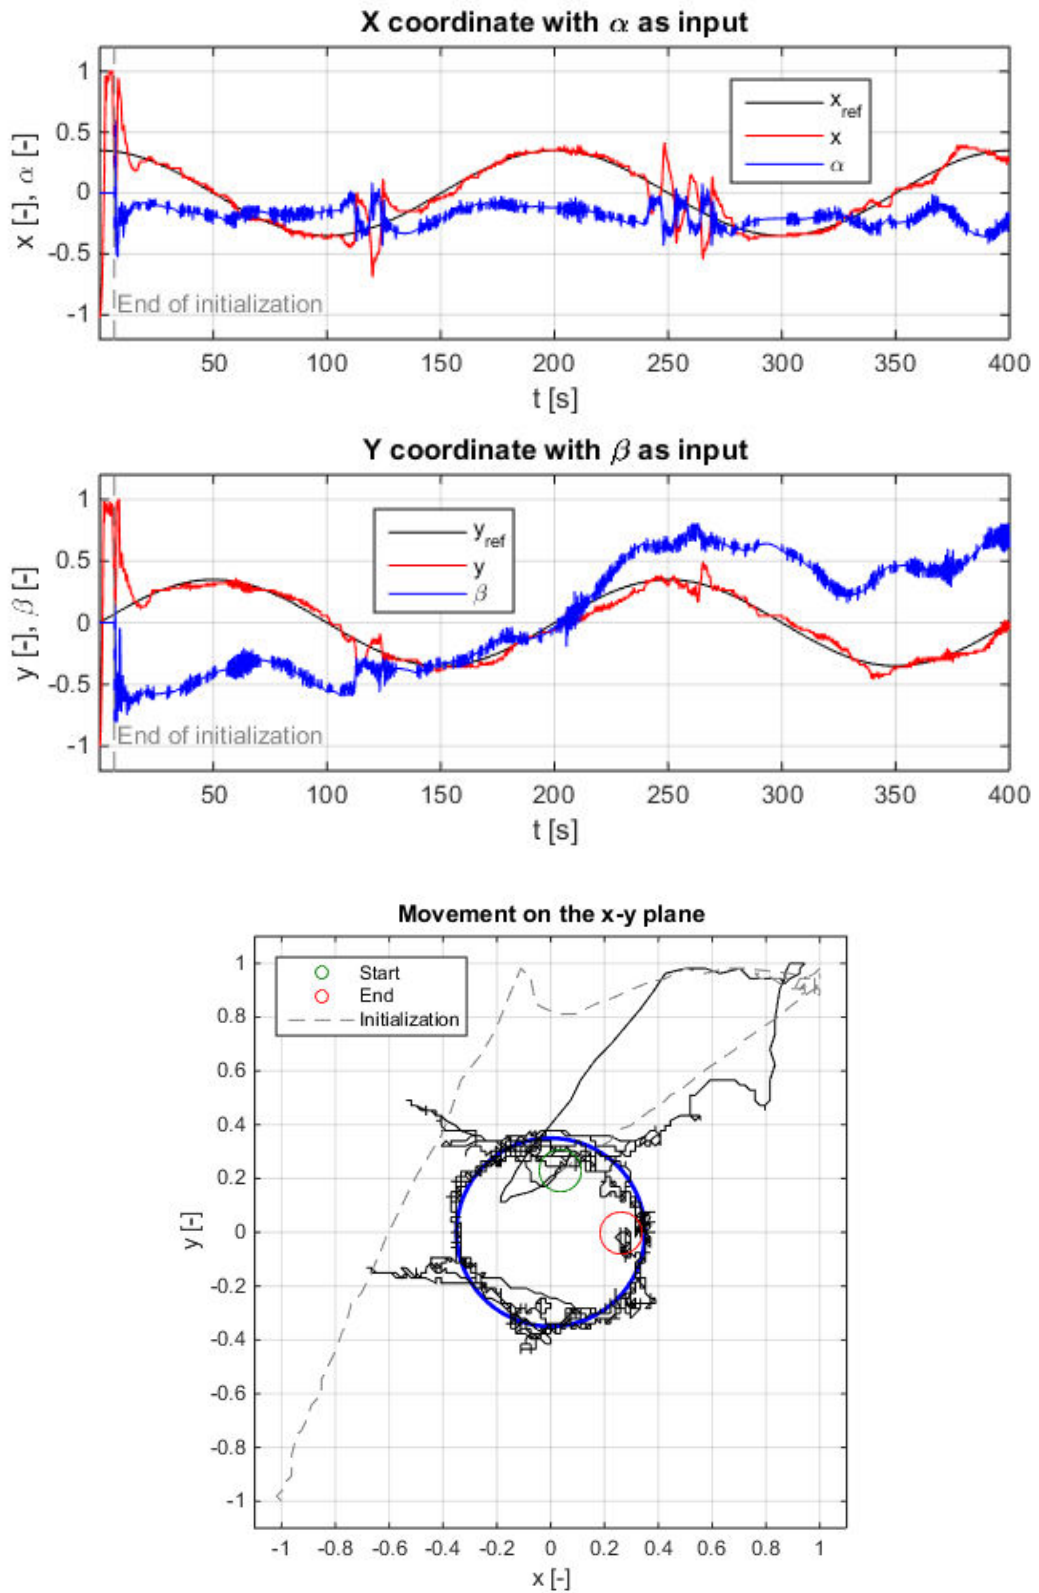 X coordinate with α as input
1
0.5
0
-0.5
-1
x [-], α [-]
x_ref
x
α
End of initialization
50 100 150 200 250 300 350 400
t [s]
Y coordinate with β as input
1
0.5
0
-0.5
-1
y [-], β [-]
y_ref
y
β
End of initialization
50 100 150 200 250 300 350 400
t [s]
Movement on the x-y plane
1
0.8
0.6
0.4
0.2
0
-0.2
-0.4
-0.6
-0.8
-1
y [-]
Start
End
Initialization
-1 -0.8 -0.6 -0.4 -0.2 0 0.2 0.4 0.6 0.8 1
x [-]